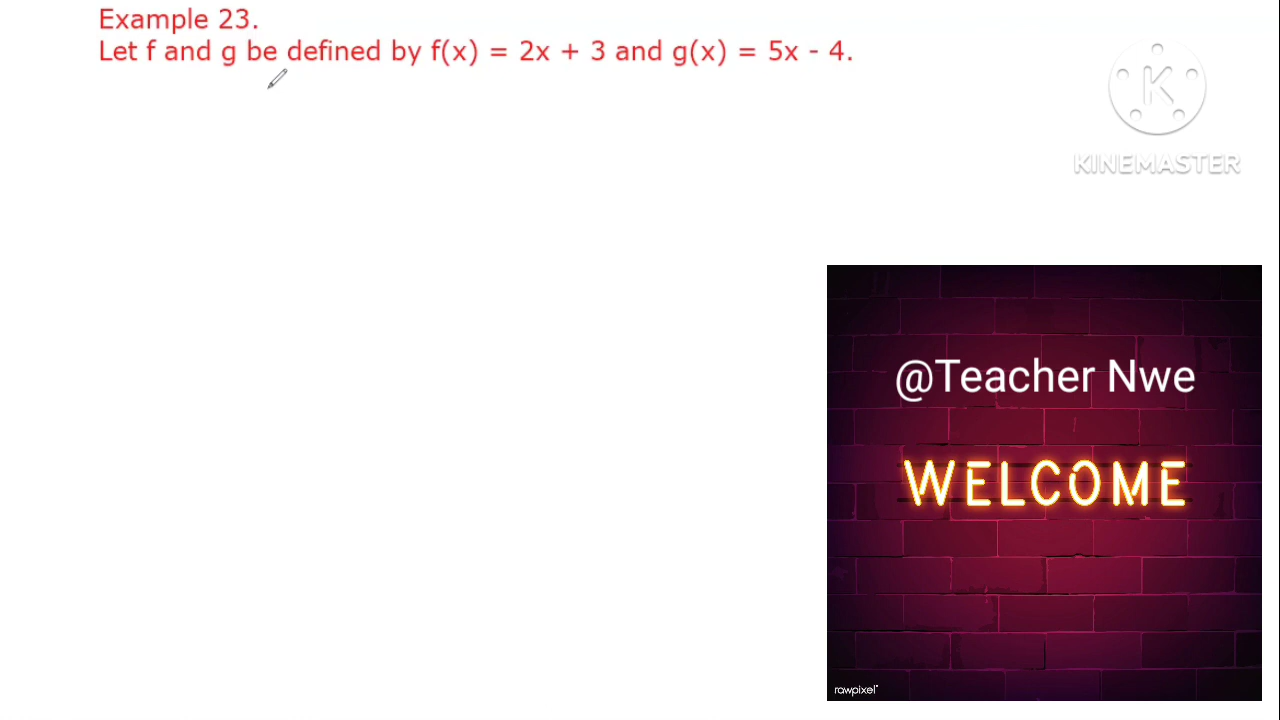 Example 23.
Let f and g be defined by f(x) = 2x + 3 and g(x) = 5x - 4.
K
KINEMASTER
@Teacher Nwe
WELCOME
rawpixel